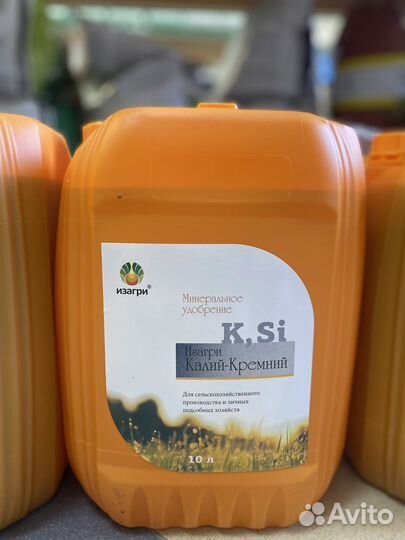 изагри®
Минеральное
удобрение
K, Si
Изагри
Калий-Кремний
Для сельскохозяйственного
производства и личных
подсобных хозяйств
10 л
Avito